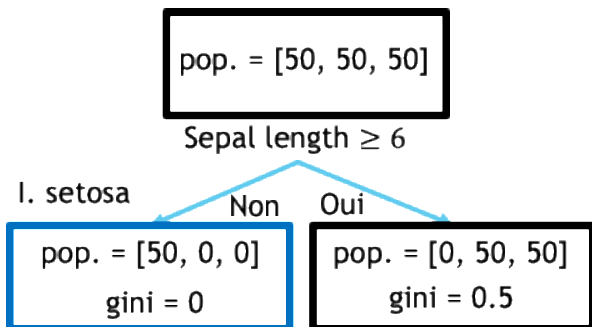 pop. = [50, 50, 50]
Sepal length ≥ 6
I. setosa
Non
Oui
pop. = [50, 0, 0]
gini = 0
pop. = [0, 50, 50]
gini = 0.5